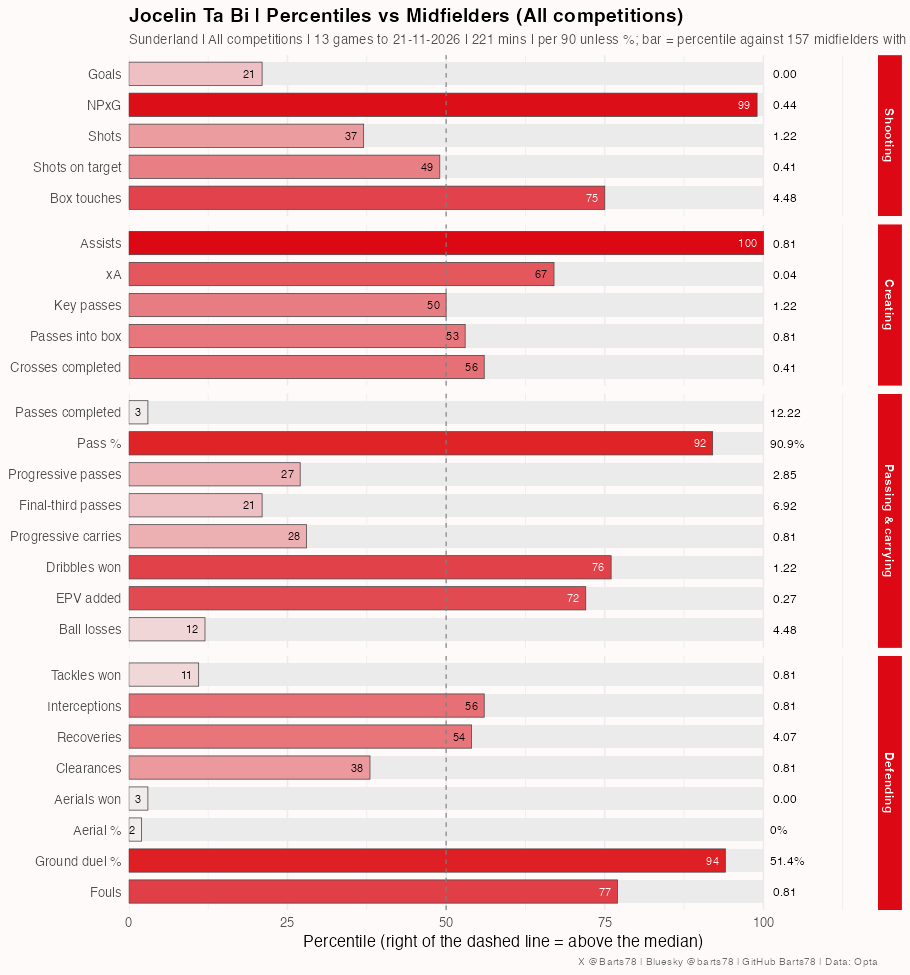 Jocelin Ta Bi | Percentiles vs Midfielders (All competitions)
Sunderland | All competitions | 13 games to 21-11-2026 | 221 mins | per 90 unless %; bar = percentile against 157 midfielders with
Goals 21 0.00
NPxG 99 0.44
Shots 37 1.22
Shots on target 49 0.41
Box touches 75 4.48
Shooting
Assists 100 0.81
xA 67 0.04
Key passes 50 1.22
Passes into box 53 0.81
Crosses completed 56 0.41
Creating
Passes completed 3 12.22
Pass % 92 90.9%
Progressive passes 27 2.85
Final-third passes 21 6.92
Progressive carries 28 0.81
Dribbles won 76 1.22
EPV added 72 0.27
Ball losses 12 4.48
Passing & carrying
Tackles won 11 0.81
Interceptions 56 0.81
Recoveries 54 4.07
Clearances 38 0.81
Aerials won 3 0.00
Aerial % 2 0%
Ground duel % 94 51.4%
Fouls 77 0.81
Defending
0 25 50 75 100
Percentile (right of the dashed line = above the median)
X @Barts78 | Bluesky @barts78 | GitHub Barts78 | Data: Opta